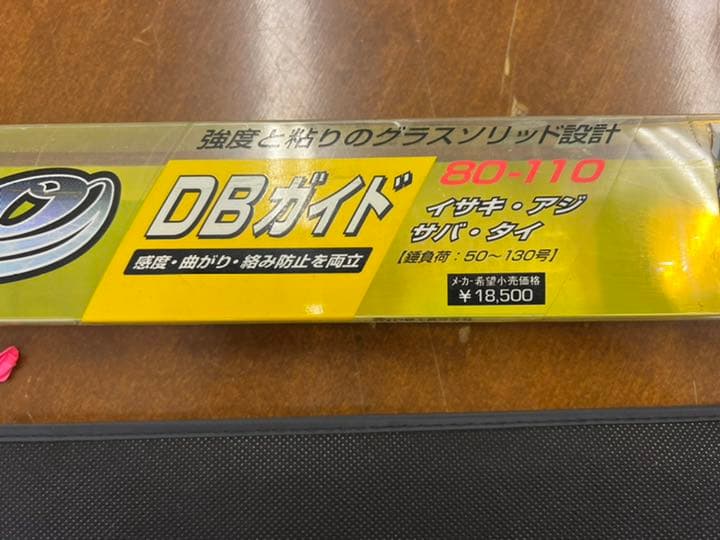 強度と粘りのグラスソリッド設計
DBガイド
感度・曲がり・絡み防止を両立
80-110
イサキ・アジ
サバ・タイ
【錘負荷：50～130号】
メーカー希望小売価格
￥18,500